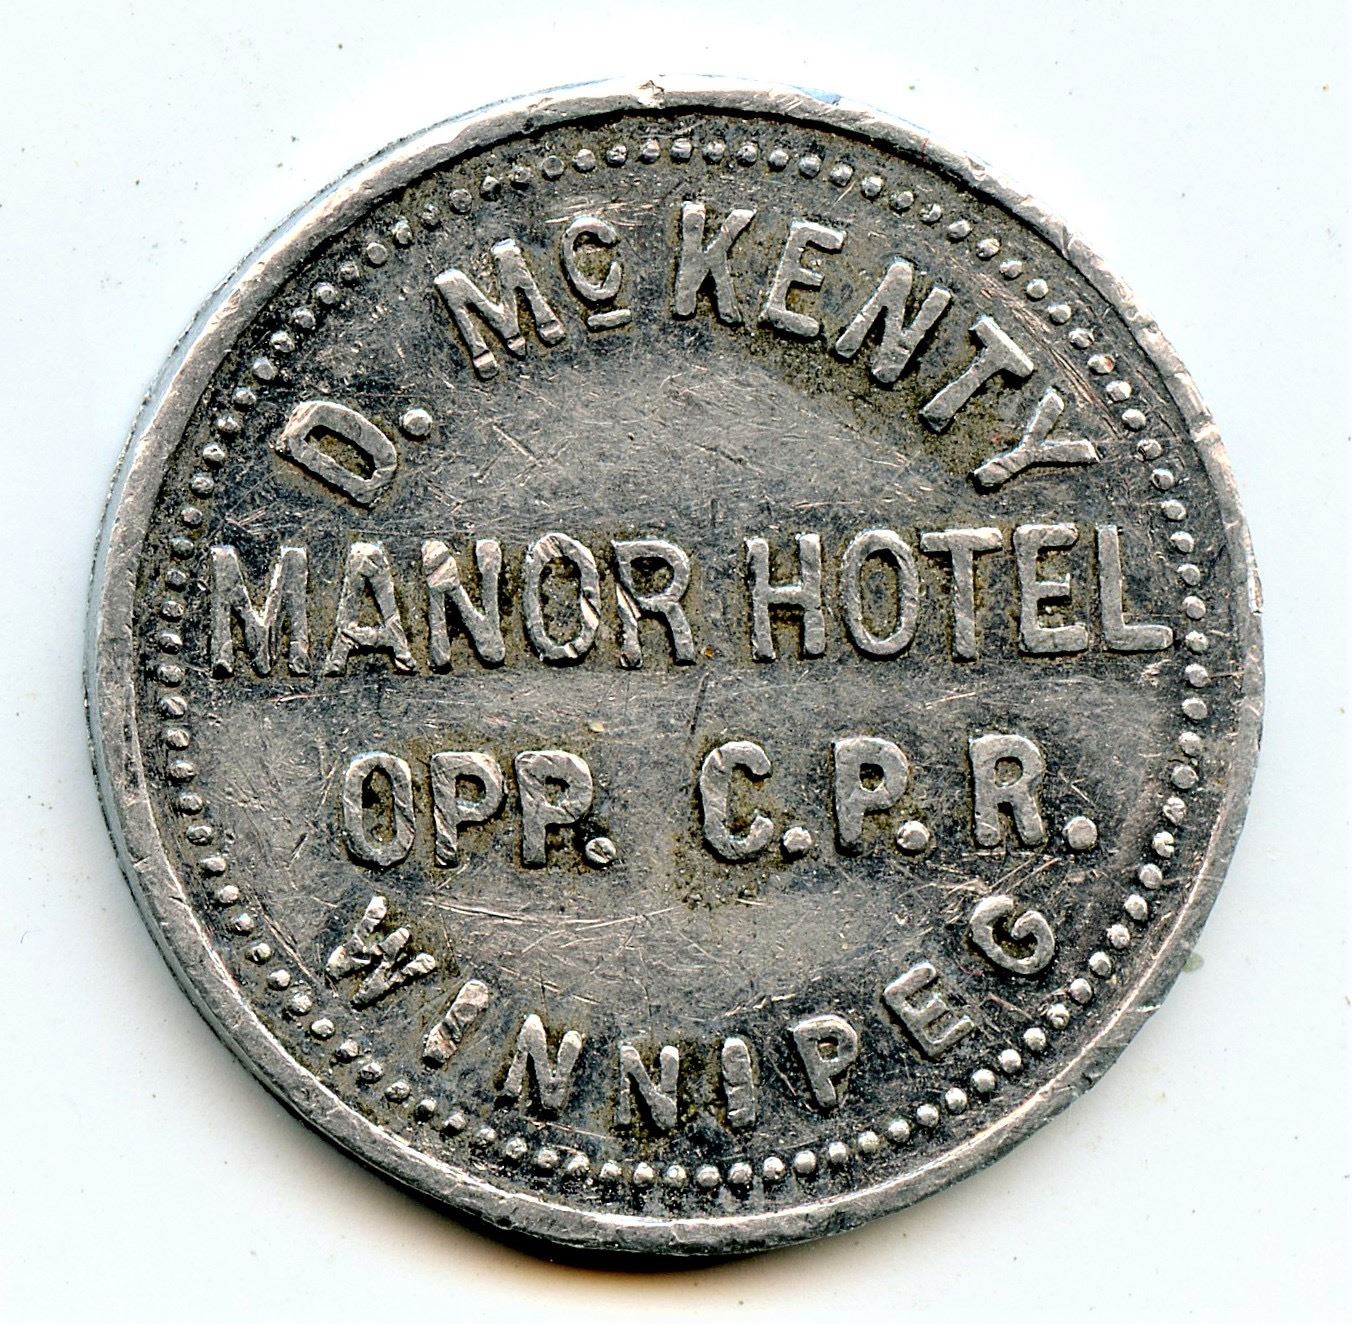 D. McKENTY
MANOR HOTEL
OPP. C.P.R.
WINNIPEG